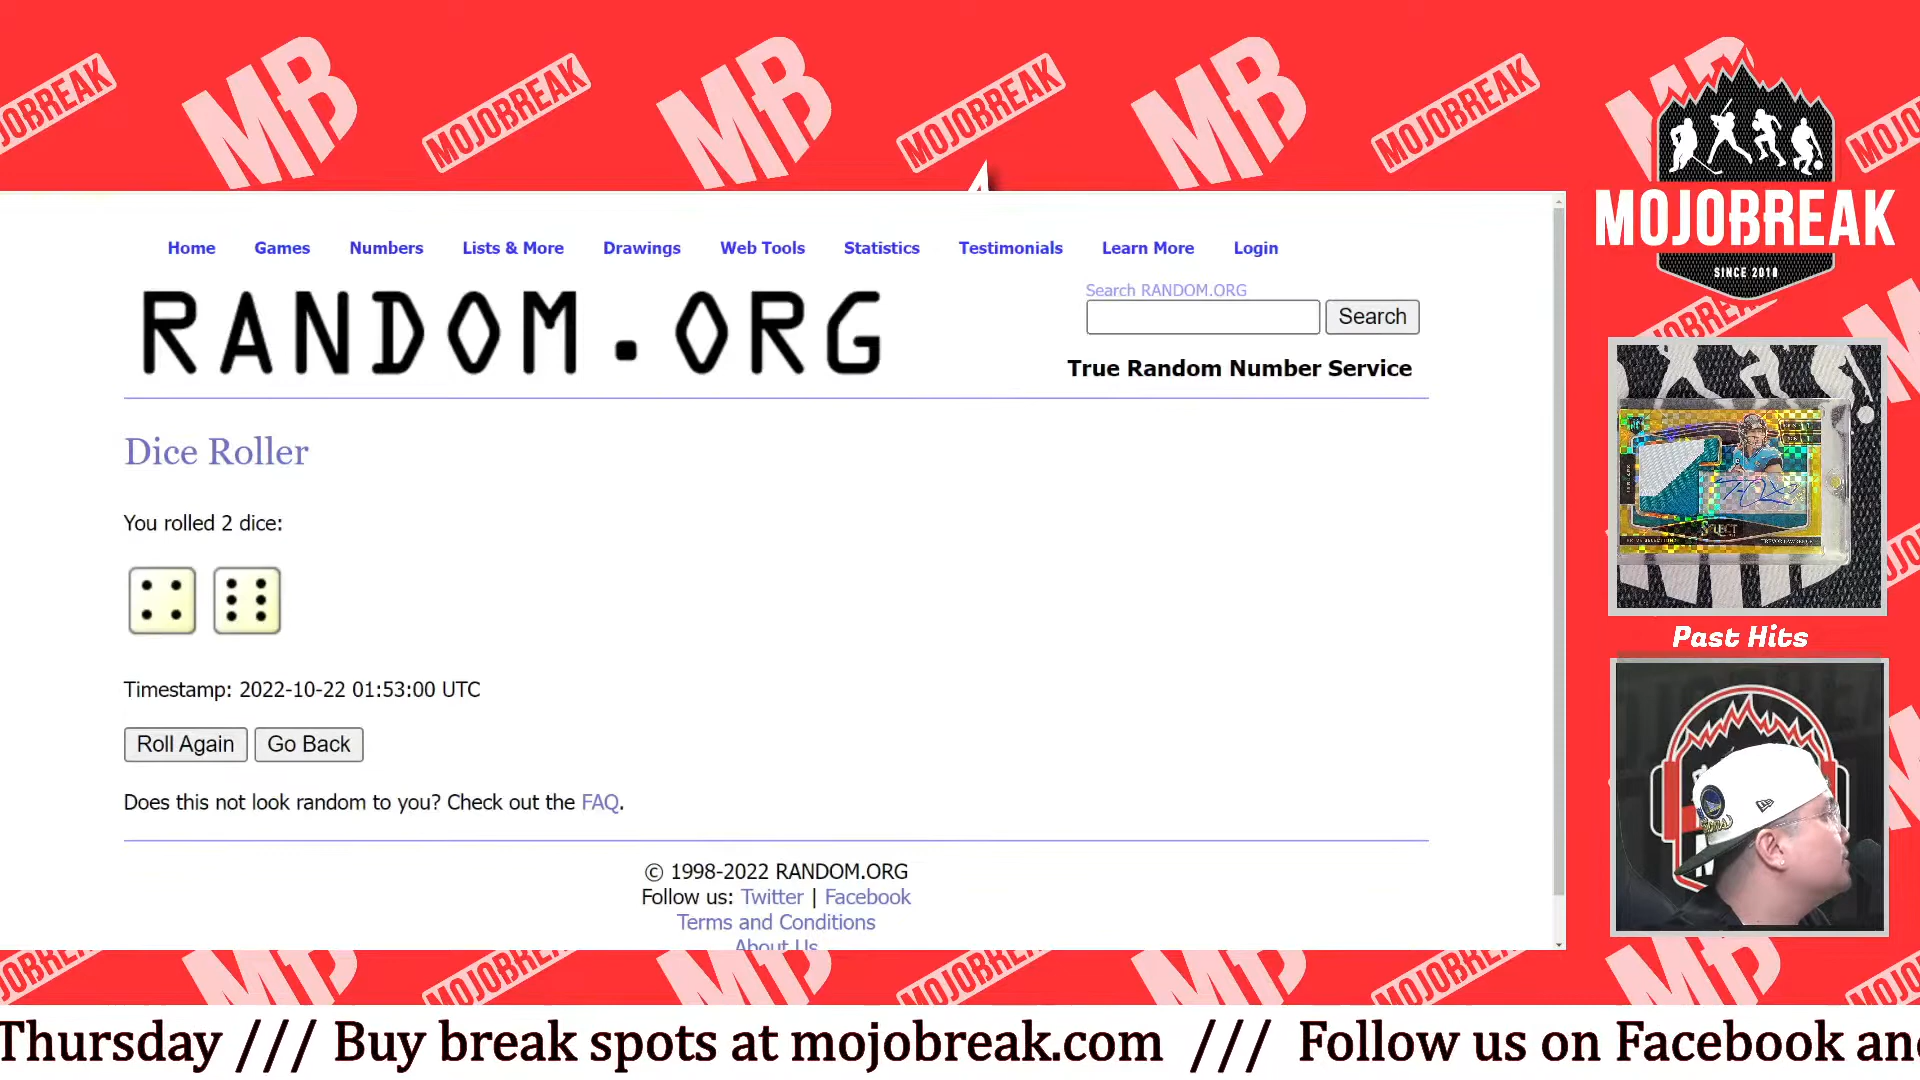 MB MOJOBREAK MB MOJOBREAK MB MOJOBREAK
MOJOBREAK
SINCE 2010
Home Games Numbers Lists & More Drawings Web Tools Statistics Testimonials Learn More Login
RANDOM.ORG
Search RANDOM.ORG
Search
True Random Number Service
Dice Roller
You rolled 2 dice:
Timestamp: 2022-10-22 01:53:00 UTC
Roll Again Go Back
Does this not look random to you? Check out the FAQ.
© 1998-2022 RANDOM.ORG
Follow us: Twitter | Facebook
Terms and Conditions
About Us
SELECT
Past Hits
Thursday /// Buy break spots at mojobreak.com /// Follow us on Facebook and